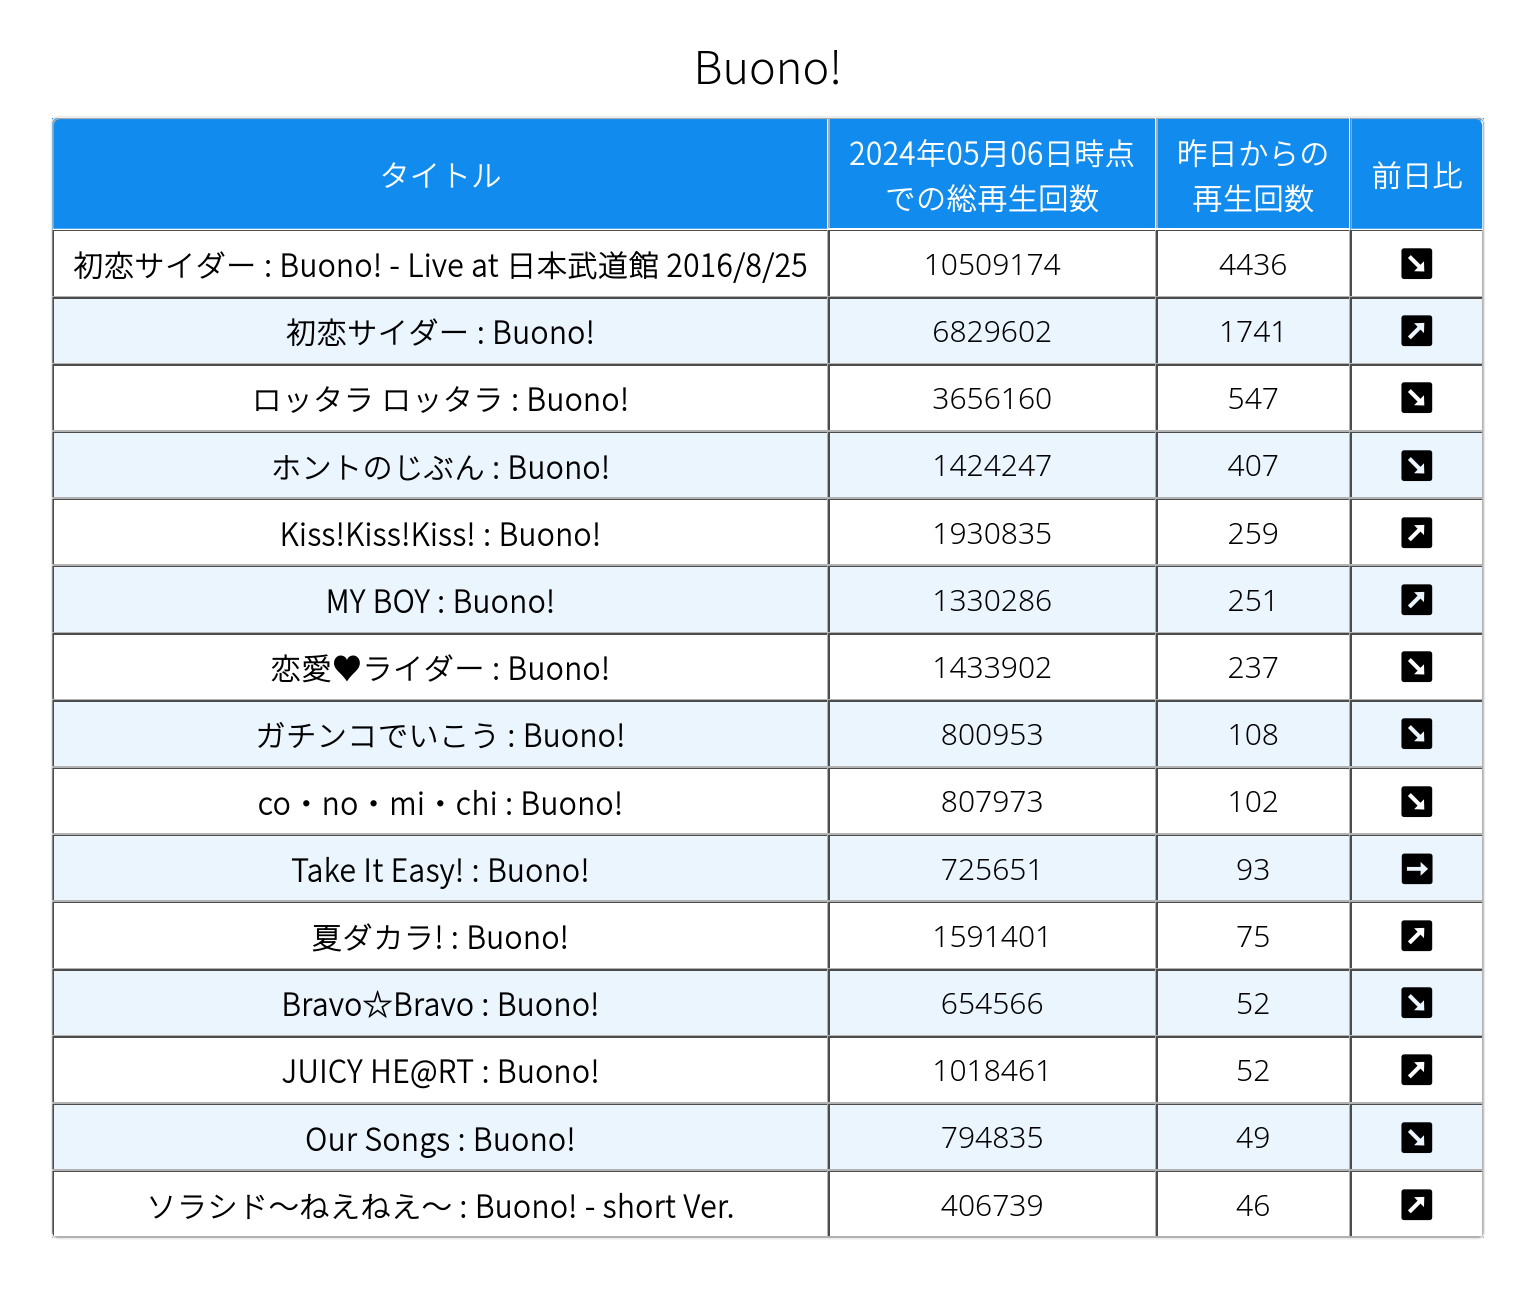 Buono!
タイトル 2024年05月06日時点での総再生回数 昨日からの再生回数 前日比
初恋サイダー : Buono! - Live at 日本武道館 2016/8/25 10509174 4436 ↘
初恋サイダー : Buono! 6829602 1741 ↗
ロッタラ ロッタラ : Buono! 3656160 547 ↘
ホントのじぶん : Buono! 1424247 407 ↘
Kiss!Kiss!Kiss! : Buono! 1930835 259 ↗
MY BOY : Buono! 1330286 251 ↗
恋愛♥ライダー : Buono! 1433902 237 ↘
ガチンコでいこう : Buono! 800953 108 ↘
co・no・mi・chi : Buono! 807973 102 ↘
Take It Easy! : Buono! 725651 93 →
夏ダカラ! : Buono! 1591401 75 ↗
Bravo☆Bravo : Buono! 654566 52 ↘
JUICY HE@RT : Buono! 1018461 52 ↗
Our Songs : Buono! 794835 49 ↘
ソラシド〜ねえねえ〜 : Buono! - short Ver. 406739 46 ↗